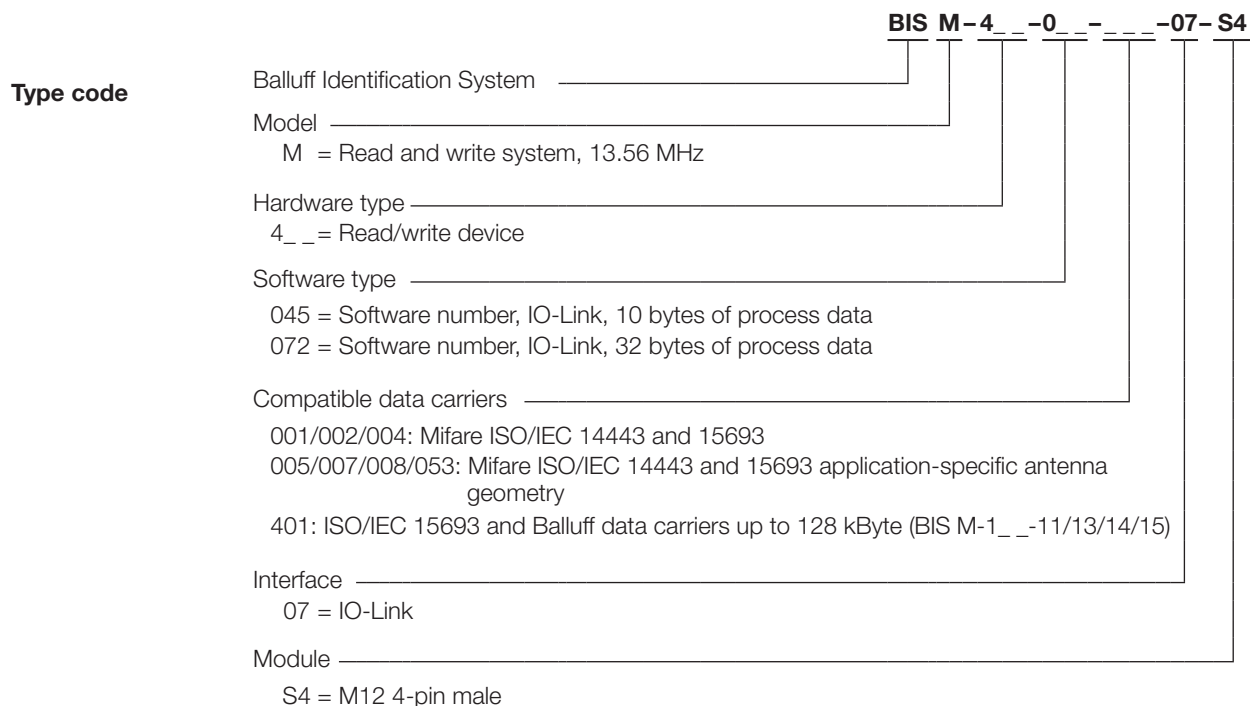 BIS M–4_ _–0_ _–_ _ _–07–S4
Type code
Balluff Identification System
Model
M = Read and write system, 13.56 MHz
Hardware type
4_ _= Read/write device
Software type
045 = Software number, IO-Link, 10 bytes of process data
072 = Software number, IO-Link, 32 bytes of process data
Compatible data carriers
001/002/004: Mifare ISO/IEC 14443 and 15693
005/007/008/053: Mifare ISO/IEC 14443 and 15693 application-specific antenna
geometry
401: ISO/IEC 15693 and Balluff data carriers up to 128 kByte (BIS M-1_ _-11/13/14/15)
Interface
07 = IO-Link
Module
S4 = M12 4-pin male